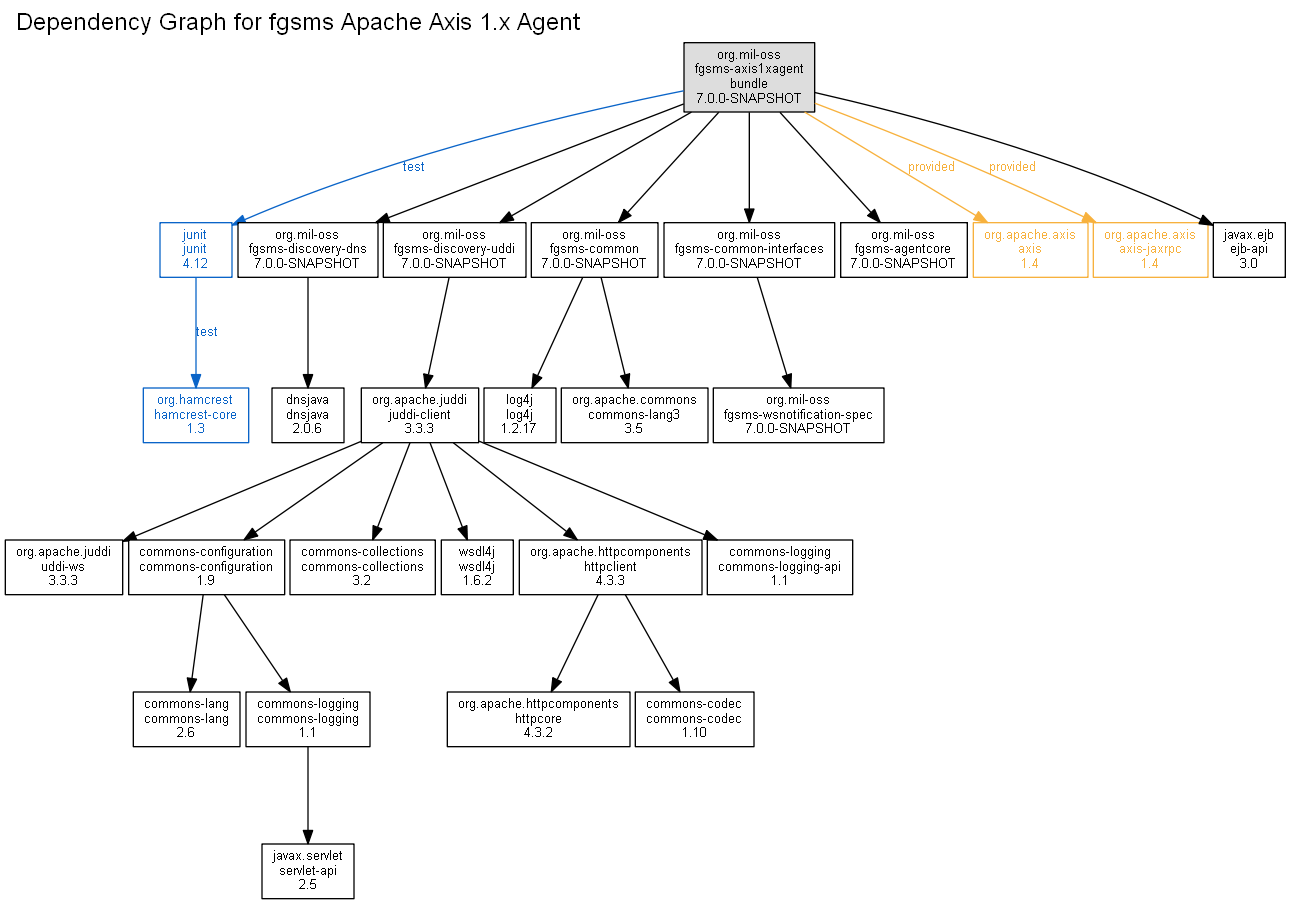 Dependency Graph for fgsms Apache Axis 1.x Agent
org.mil-oss
fgsms-axis1xagent
bundle
7.0.0-SNAPSHOT
test
provided
provided
junit
junit
4.12
org.mil-oss
fgsms-discovery-dns
7.0.0-SNAPSHOT
org.mil-oss
fgsms-discovery-uddi
7.0.0-SNAPSHOT
org.mil-oss
fgsms-common
7.0.0-SNAPSHOT
org.mil-oss
fgsms-common-interfaces
7.0.0-SNAPSHOT
org.mil-oss
fgsms-agentcore
7.0.0-SNAPSHOT
org.apache.axis
axis
1.4
org.apache.axis
axis-jaxrpc
1.4
javax.ejb
ejb-api
3.0
test
org.hamcrest
hamcrest-core
1.3
dnsjava
dnsjava
2.0.6
org.apache.juddi
juddi-client
3.3.3
log4j
log4j
1.2.17
org.apache.commons
commons-lang3
3.5
org.mil-oss
fgsms-wsnotification-spec
7.0.0-SNAPSHOT
org.apache.juddi
uddi-ws
3.3.3
commons-configuration
commons-configuration
1.9
commons-collections
commons-collections
3.2
wsdl4j
wsdl4j
1.6.2
org.apache.httpcomponents
httpclient
4.3.3
commons-logging
commons-logging-api
1.1
commons-lang
commons-lang
2.6
commons-logging
commons-logging
1.1
org.apache.httpcomponents
httpcore
4.3.2
commons-codec
commons-codec
1.10
javax.servlet
servlet-api
2.5